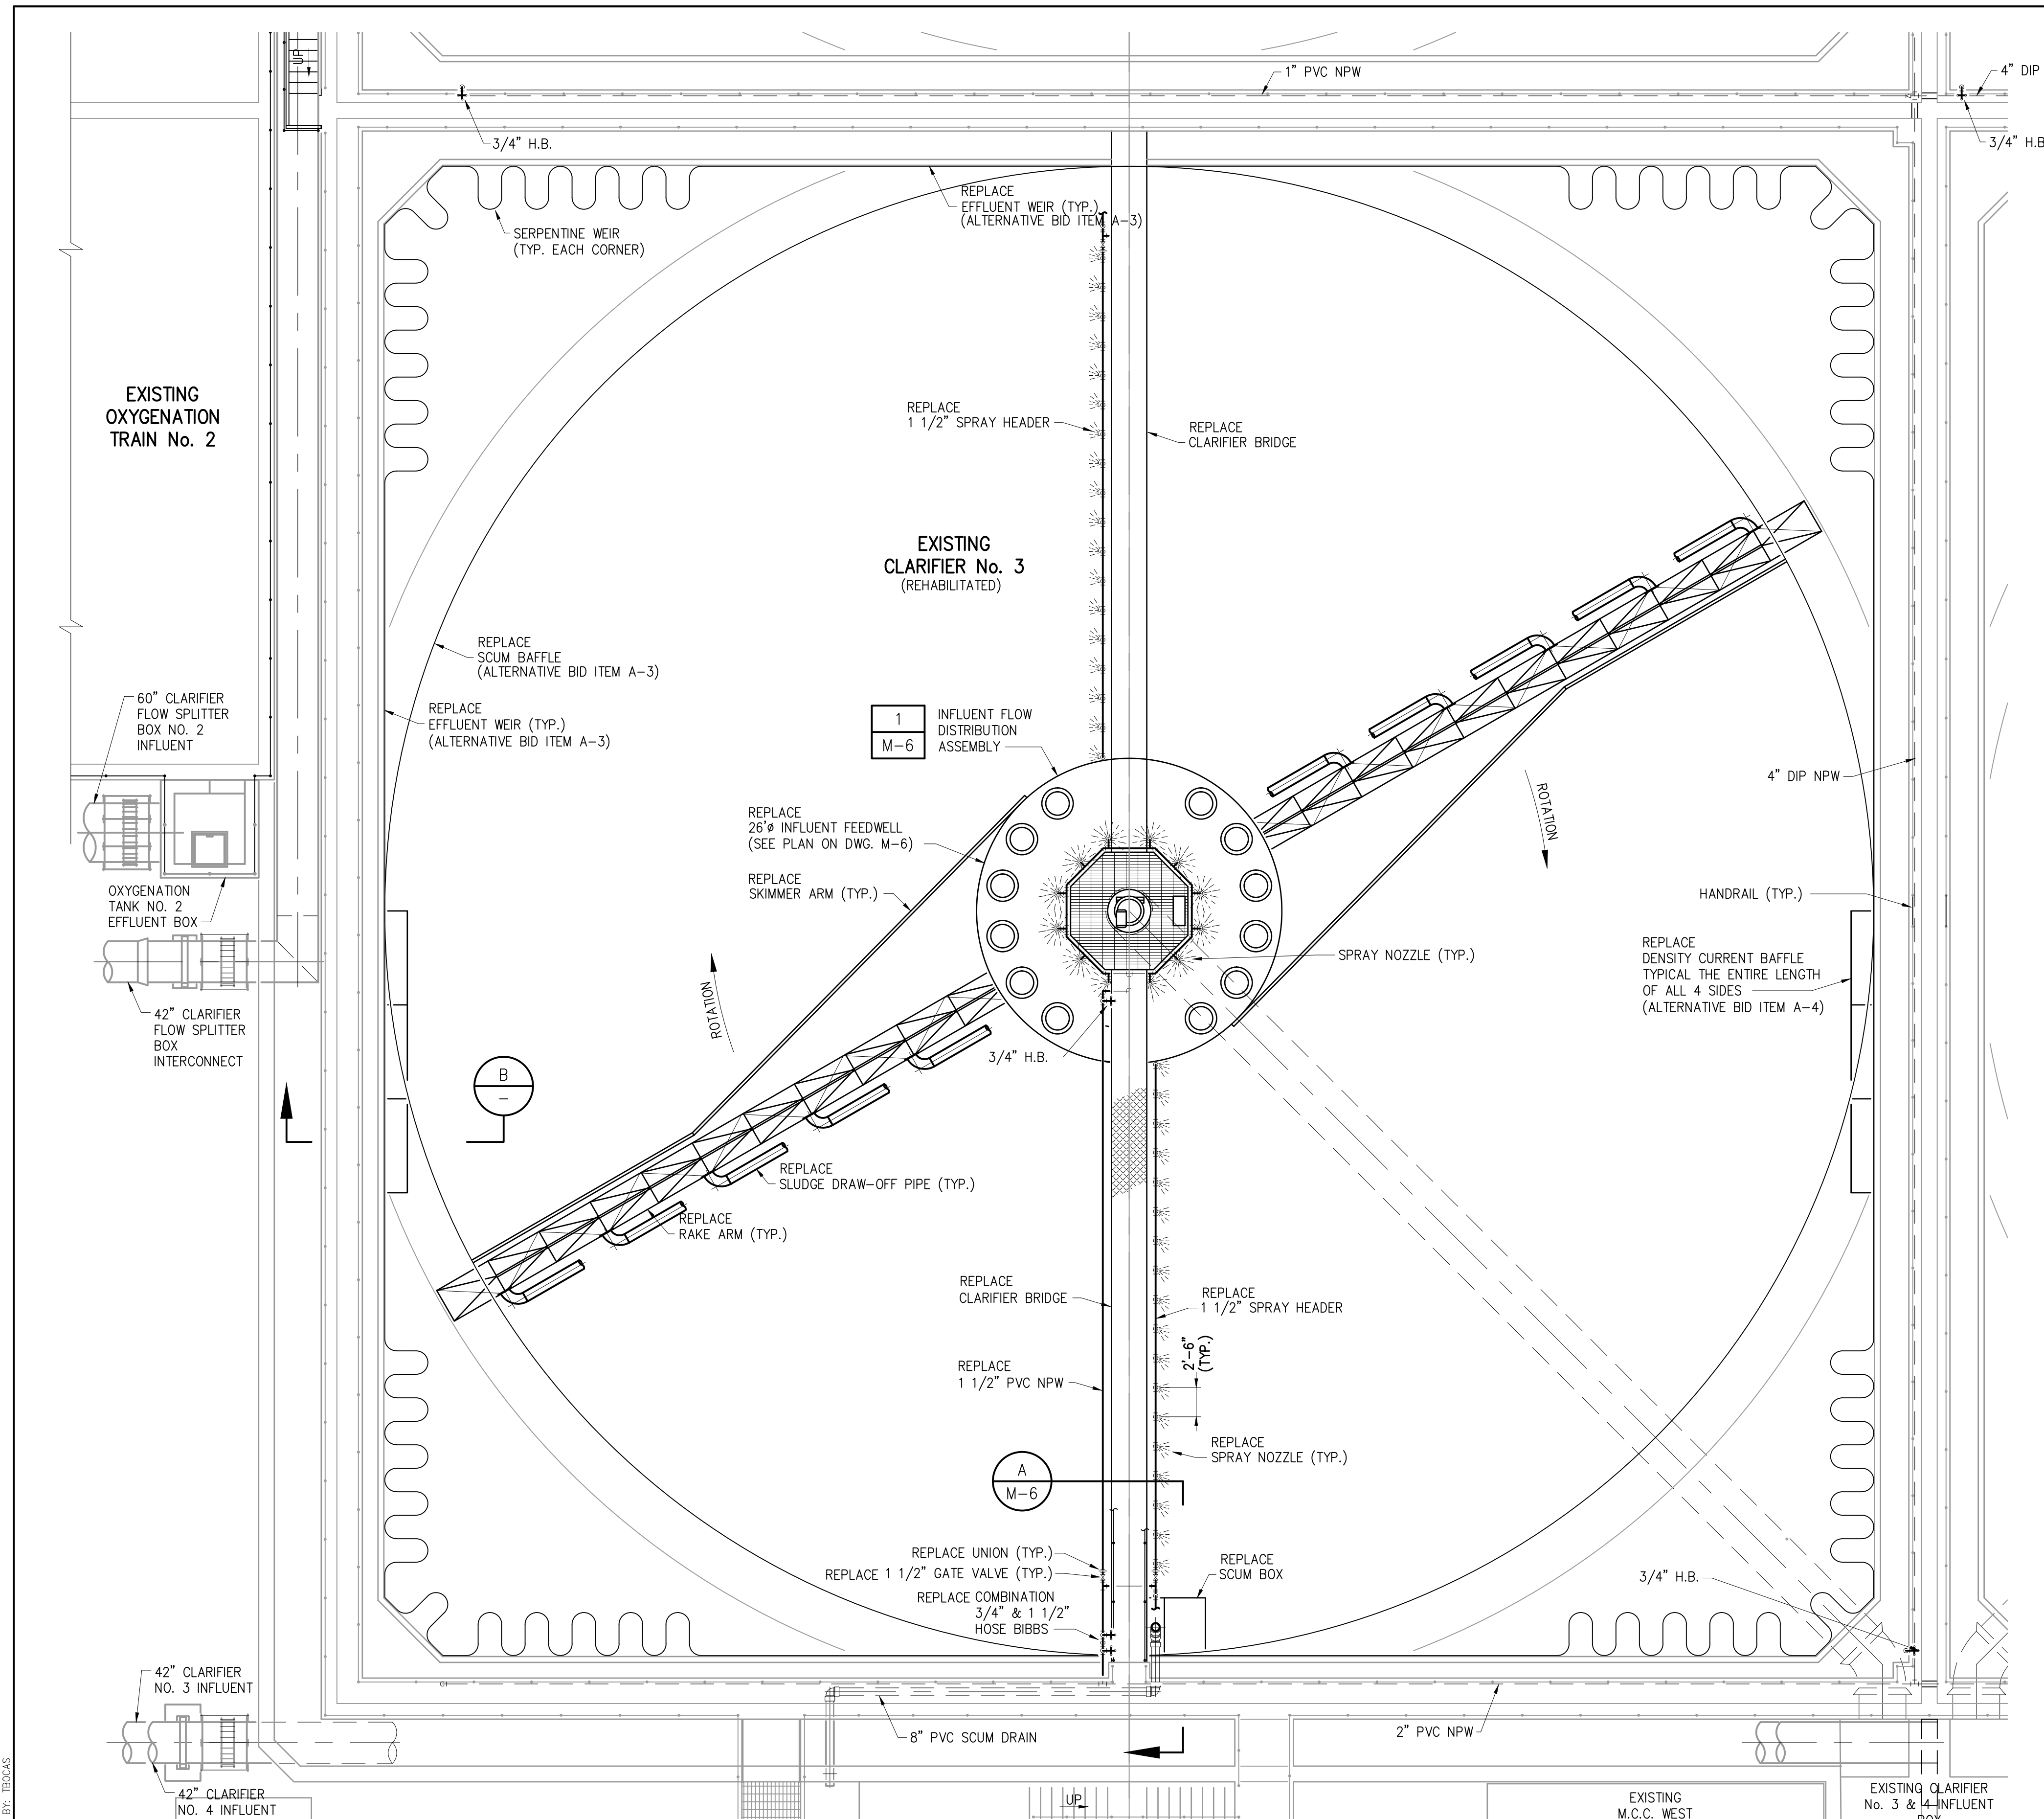 UP
1" PVC NPW
4" DIP
3/4" H.B.
3/4" H.B
REPLACE
EFFLUENT WEIR (TYP.)
(ALTERNATIVE BID ITEM A-3)
SERPENTINE WEIR
(TYP. EACH CORNER)
EXISTING
OXYGENATION
TRAIN No. 2
REPLACE
1 1/2" SPRAY HEADER
REPLACE
CLARIFIER BRIDGE
EXISTING
CLARIFIER No. 3
(REHABILITATED)
REPLACE
SCUM BAFFLE
(ALTERNATIVE BID ITEM A-3)
60" CLARIFIER
FLOW SPLITTER
BOX NO. 2
INFLUENT
REPLACE
EFFLUENT WEIR (TYP.)
(ALTERNATIVE BID ITEM A-3)
1
M-6
INFLUENT FLOW
DISTRIBUTION
ASSEMBLY
4" DIP NPW
ROTATION
REPLACE
26'ø INFLUENT FEEDWELL
(SEE PLAN ON DWG. M-6)
REPLACE
SKIMMER ARM (TYP.)
OXYGENATION
TANK NO. 2
EFFLUENT BOX
HANDRAIL (TYP.)
SPRAY NOZZLE (TYP.)
REPLACE
DENSITY CURRENT BAFFLE
TYPICAL THE ENTIRE LENGTH
OF ALL 4 SIDES
(ALTERNATIVE BID ITEM A-4)
ROTATION
42" CLARIFIER
FLOW SPLITTER
BOX
INTERCONNECT
3/4" H.B.
B
-
REPLACE
SLUDGE DRAW-OFF PIPE (TYP.)
REPLACE
RAKE ARM (TYP.)
REPLACE
CLARIFIER BRIDGE
REPLACE
1 1/2" SPRAY HEADER
2'-6"
(TYP.)
REPLACE
1 1/2" PVC NPW
REPLACE
SPRAY NOZZLE (TYP.)
A
M-6
REPLACE UNION (TYP.)
REPLACE 1 1/2" GATE VALVE (TYP.)
REPLACE COMBINATION
3/4" & 1 1/2"
HOSE BIBBS
REPLACE
SCUM BOX
3/4" H.B.
42" CLARIFIER
NO. 3 INFLUENT
8" PVC SCUM DRAIN
2" PVC NPW
42" CLARIFIER
NO. 4 INFLUENT
UP
EXISTING
M.C.C. WEST
EXISTING CLARIFIER
No. 3 & 4 INFLUENT
BOX
BY: TBOCAS